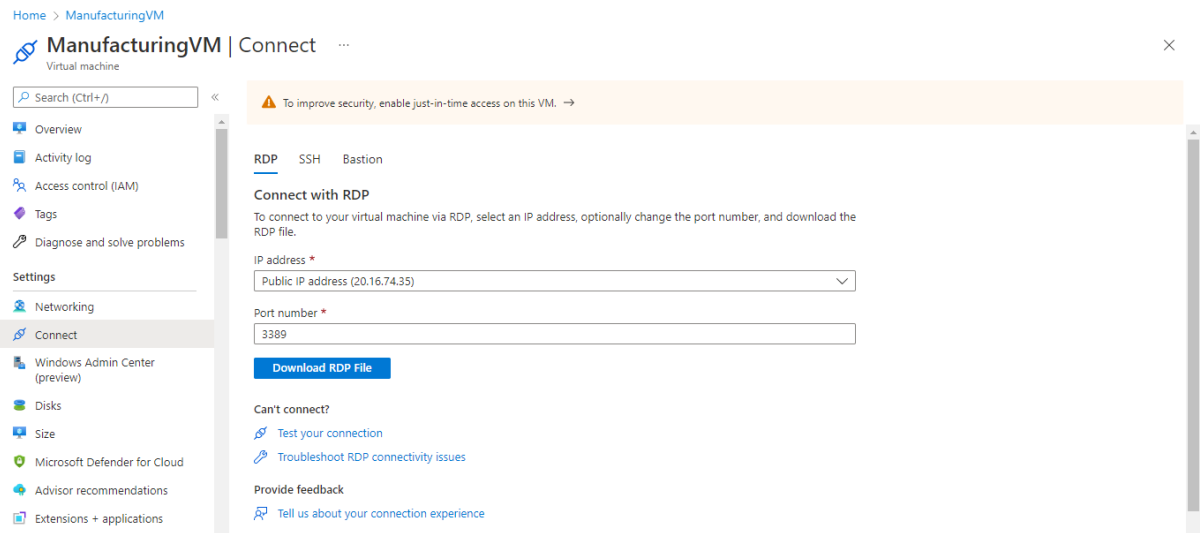 Home > ManufacturingVM
ManufacturingVM | Connect ...
Virtual machine
Search (Ctrl+/)
«
Overview
Activity log
Access control (IAM)
Tags
Diagnose and solve problems
Settings
Networking
Connect
Windows Admin Center
(preview)
Disks
Size
Microsoft Defender for Cloud
Advisor recommendations
Extensions + applications
To improve security, enable just-in-time access on this VM. →
RDP SSH Bastion
Connect with RDP
To connect to your virtual machine via RDP, select an IP address, optionally change the port number, and download the
RDP file.
IP address *
Public IP address (20.16.74.35)
Port number *
3389
Download RDP File
Can't connect?
Test your connection
Troubleshoot RDP connectivity issues
Provide feedback
Tell us about your connection experience